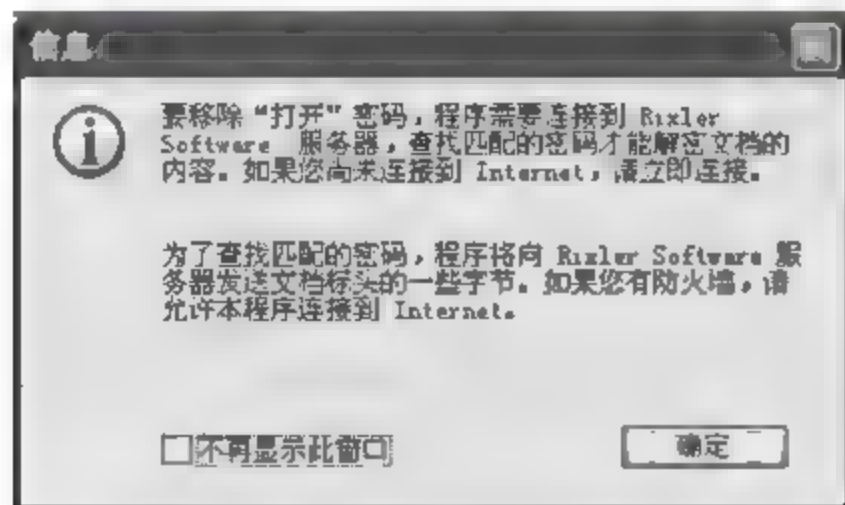 信息
要移除“打开”密码，程序需要连接到 Rixler
Software 服务器，查找匹配的密码才能解密文档的
内容。如果您尚未连接到 Internet，请立即连接。
为了查找匹配的密码，程序将向 Rixler Software 服
务器发送文档标头的一些字节。如果您有防火墙，请
允许本程序连接到 Internet。
不再显示此窗口
确定